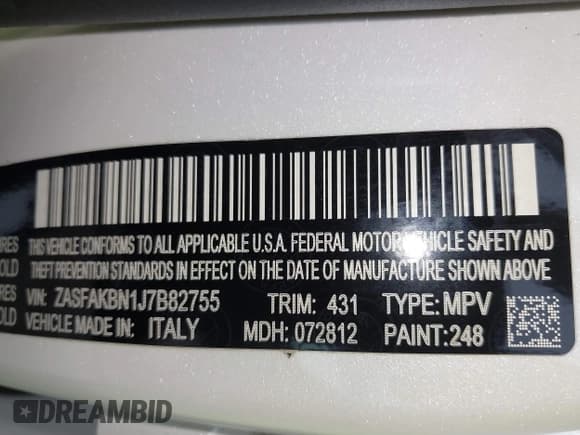 THIS VEHICLE CONFORMS TO ALL APPLICABLE U.S.A. FEDERAL MOTOR VEHICLE SAFETY AND
THEFT PREVENTION STANDARDS IN EFFECT ON THE DATE OF MANUFACTURE SHOWN ABOVE.
VIN: ZASFAKBN1J7B82755 TRIM: 431 TYPE: MPV
VEHICLE MADE IN: ITALY MDH: 072812 PAINT: 248
DREAMBID